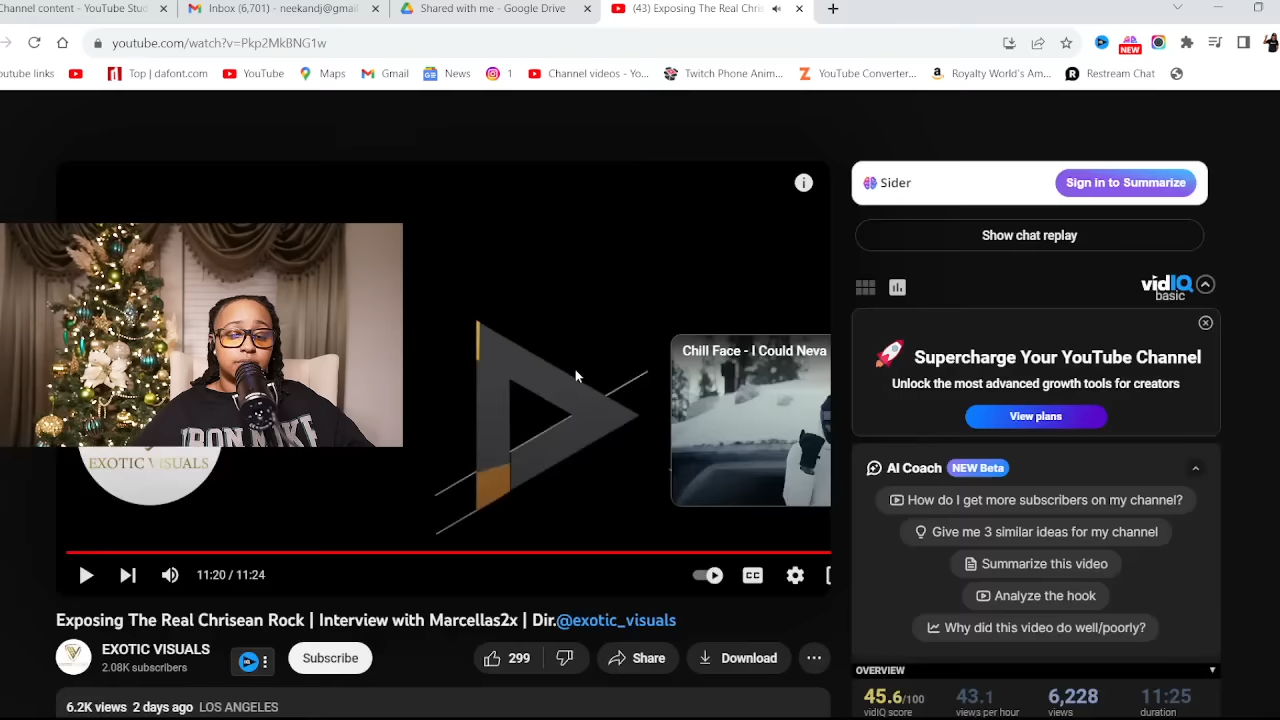 Channel content - YouTube Stud
Inbox (6,701) - neekandj@gmail
Shared with me - Google Drive
(43) Exposing The Real Chris
youtube.com/watch?v=Pkp2MkBNG1w
NEW
outube links
Top | dafont.com
YouTube
Maps
Gmail
News
1
Channel videos - Yo...
Twitch Phone Anim...
YouTube Converter...
Royalty World's Am...
Restream Chat
Sider
Sign in to Summarize
Show chat replay
vidIQ
basic
Supercharge Your YouTube Channel
Unlock the most advanced growth tools for creators
View plans
Chill Face - I Could Neva
EXOTIC VISUALS
AI Coach NEW Beta
How do I get more subscribers on my channel?
Give me 3 similar ideas for my channel
Summarize this video
Analyze the hook
Why did this video do well/poorly?
11:20 / 11:24
CC
Exposing The Real Chrisean Rock | Interview with Marcellas2x | Dir.@exotic_visuals
EXOTIC VISUALS
2.08K subscribers
Subscribe
299
Share
Download
6.2K views 2 days ago LOS ANGELES
OVERVIEW
45.6/100
vidIQ score
43.1
views per hour
6,228
views
11:25
duration